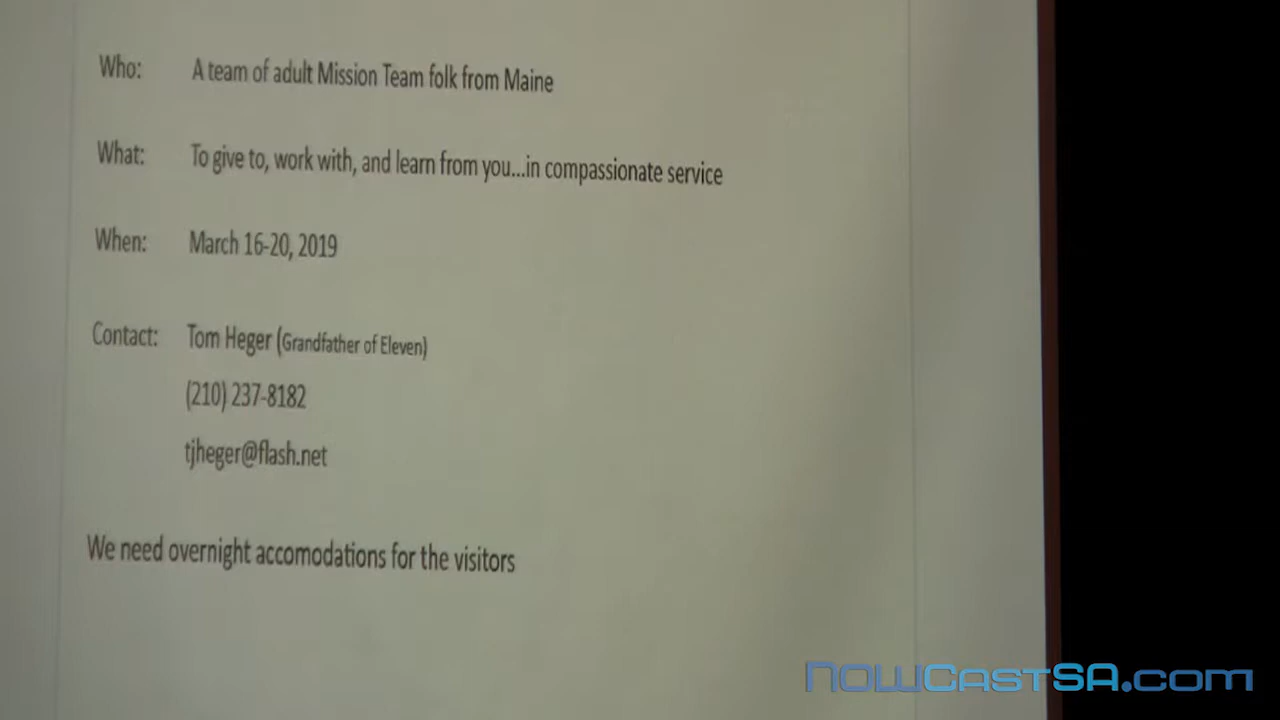 Who: A team of adult Mission Team folk from Maine
What: To give to, work with, and learn from you...in compassionate service
When: March 16-20, 2019
Contact: Tom Heger (Grandfather of Eleven)
(210) 237-8182
tjheger@flash.net
We need overnight accomodations for the visitors
NOWCastSA.com